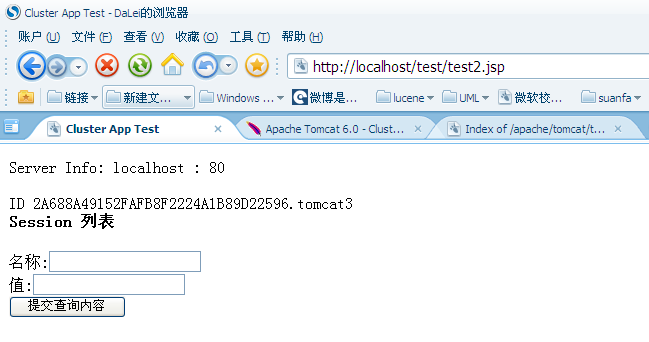 Cluster App Test - DaLei的浏览器
账户(U) 文件(F) 查看(V) 收藏(O) 工具(T) 帮助(H)
http://localhost/test/test2.jsp
链接 新建文... Windows ... 微博是... lucene UML 微软校... suanfa
Cluster App Test Apache Tomcat 6.0 - Clust... Index of /apache/tomcat/t...
Server Info: localhost : 80
ID 2A688A49152FAFB8F2224A1B89D22596.tomcat3
Session 列表
名称:
值:
提交查询内容